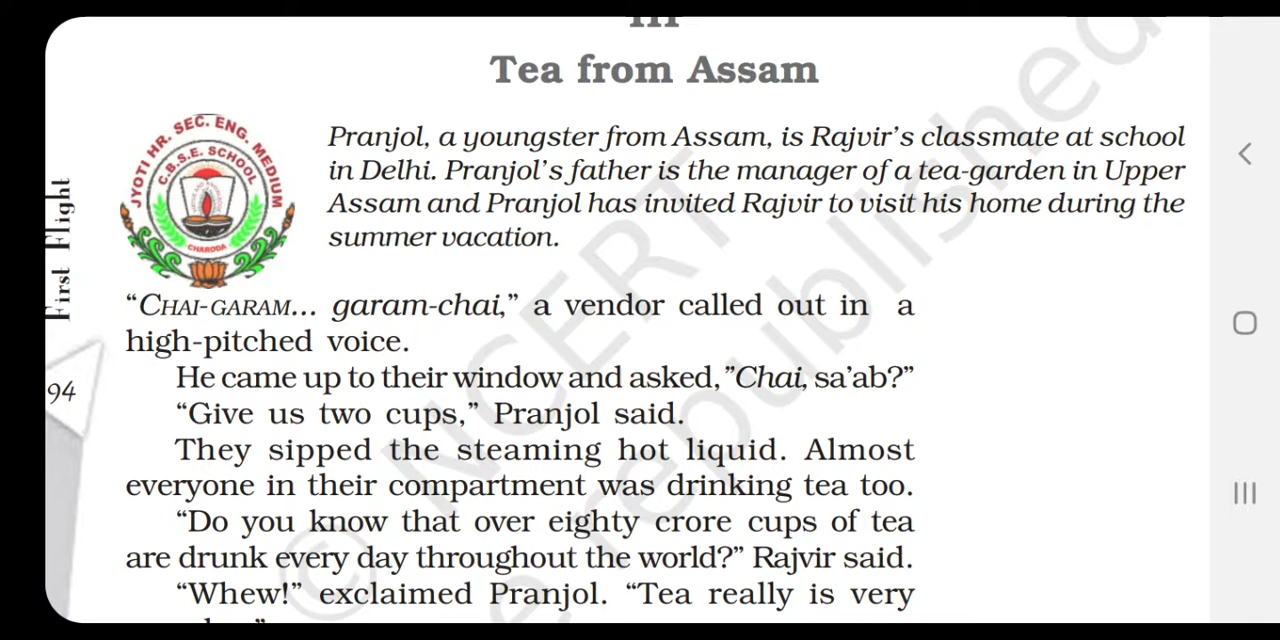 III
Tea from Assam
JYOTI HR. SEC. ENG. MEDIUM
C.B.S.E. SCHOOL
CHARODA
Pranjol, a youngster from Assam, is Rajvir's classmate at school
in Delhi. Pranjol's father is the manager of a tea-garden in Upper
Assam and Pranjol has invited Rajvir to visit his home during the
summer vacation.
First Flight
94
“CHAI-GARAM... garam-chai,” a vendor called out in a
high-pitched voice.
He came up to their window and asked, ”Chai, sa’ab?”
“Give us two cups,” Pranjol said.
They sipped the steaming hot liquid. Almost
everyone in their compartment was drinking tea too.
“Do you know that over eighty crore cups of tea
are drunk every day throughout the world?” Rajvir said.
“Whew!” exclaimed Pranjol. “Tea really is very
© NCERT
republished